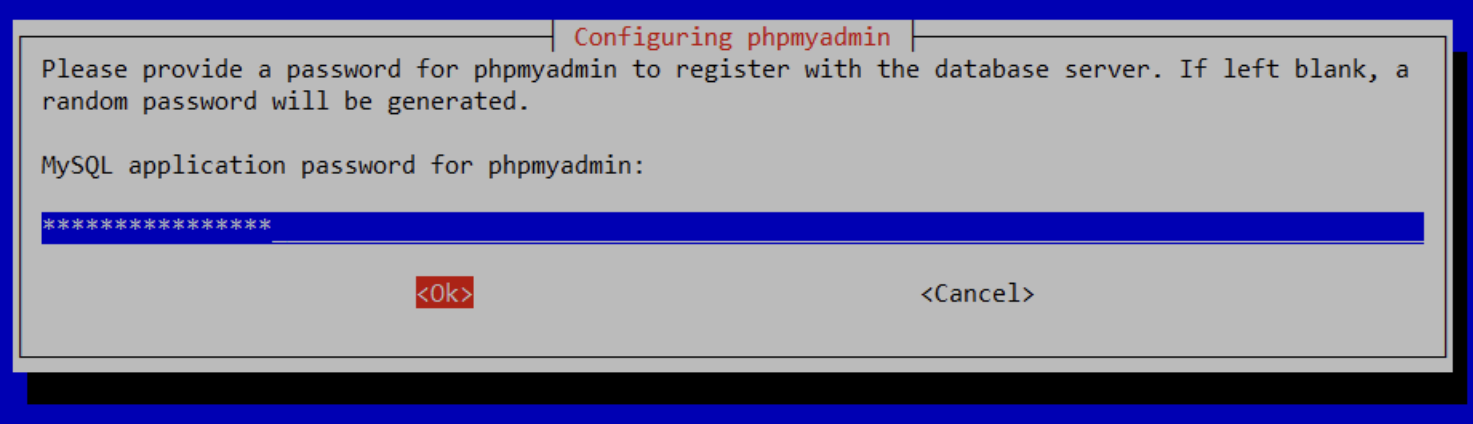 Configuring phpmyadmin
Please provide a password for phpmyadmin to register with the database server. If left blank, a
random password will be generated.
MySQL application password for phpmyadmin:
****************
<Ok> <Cancel>